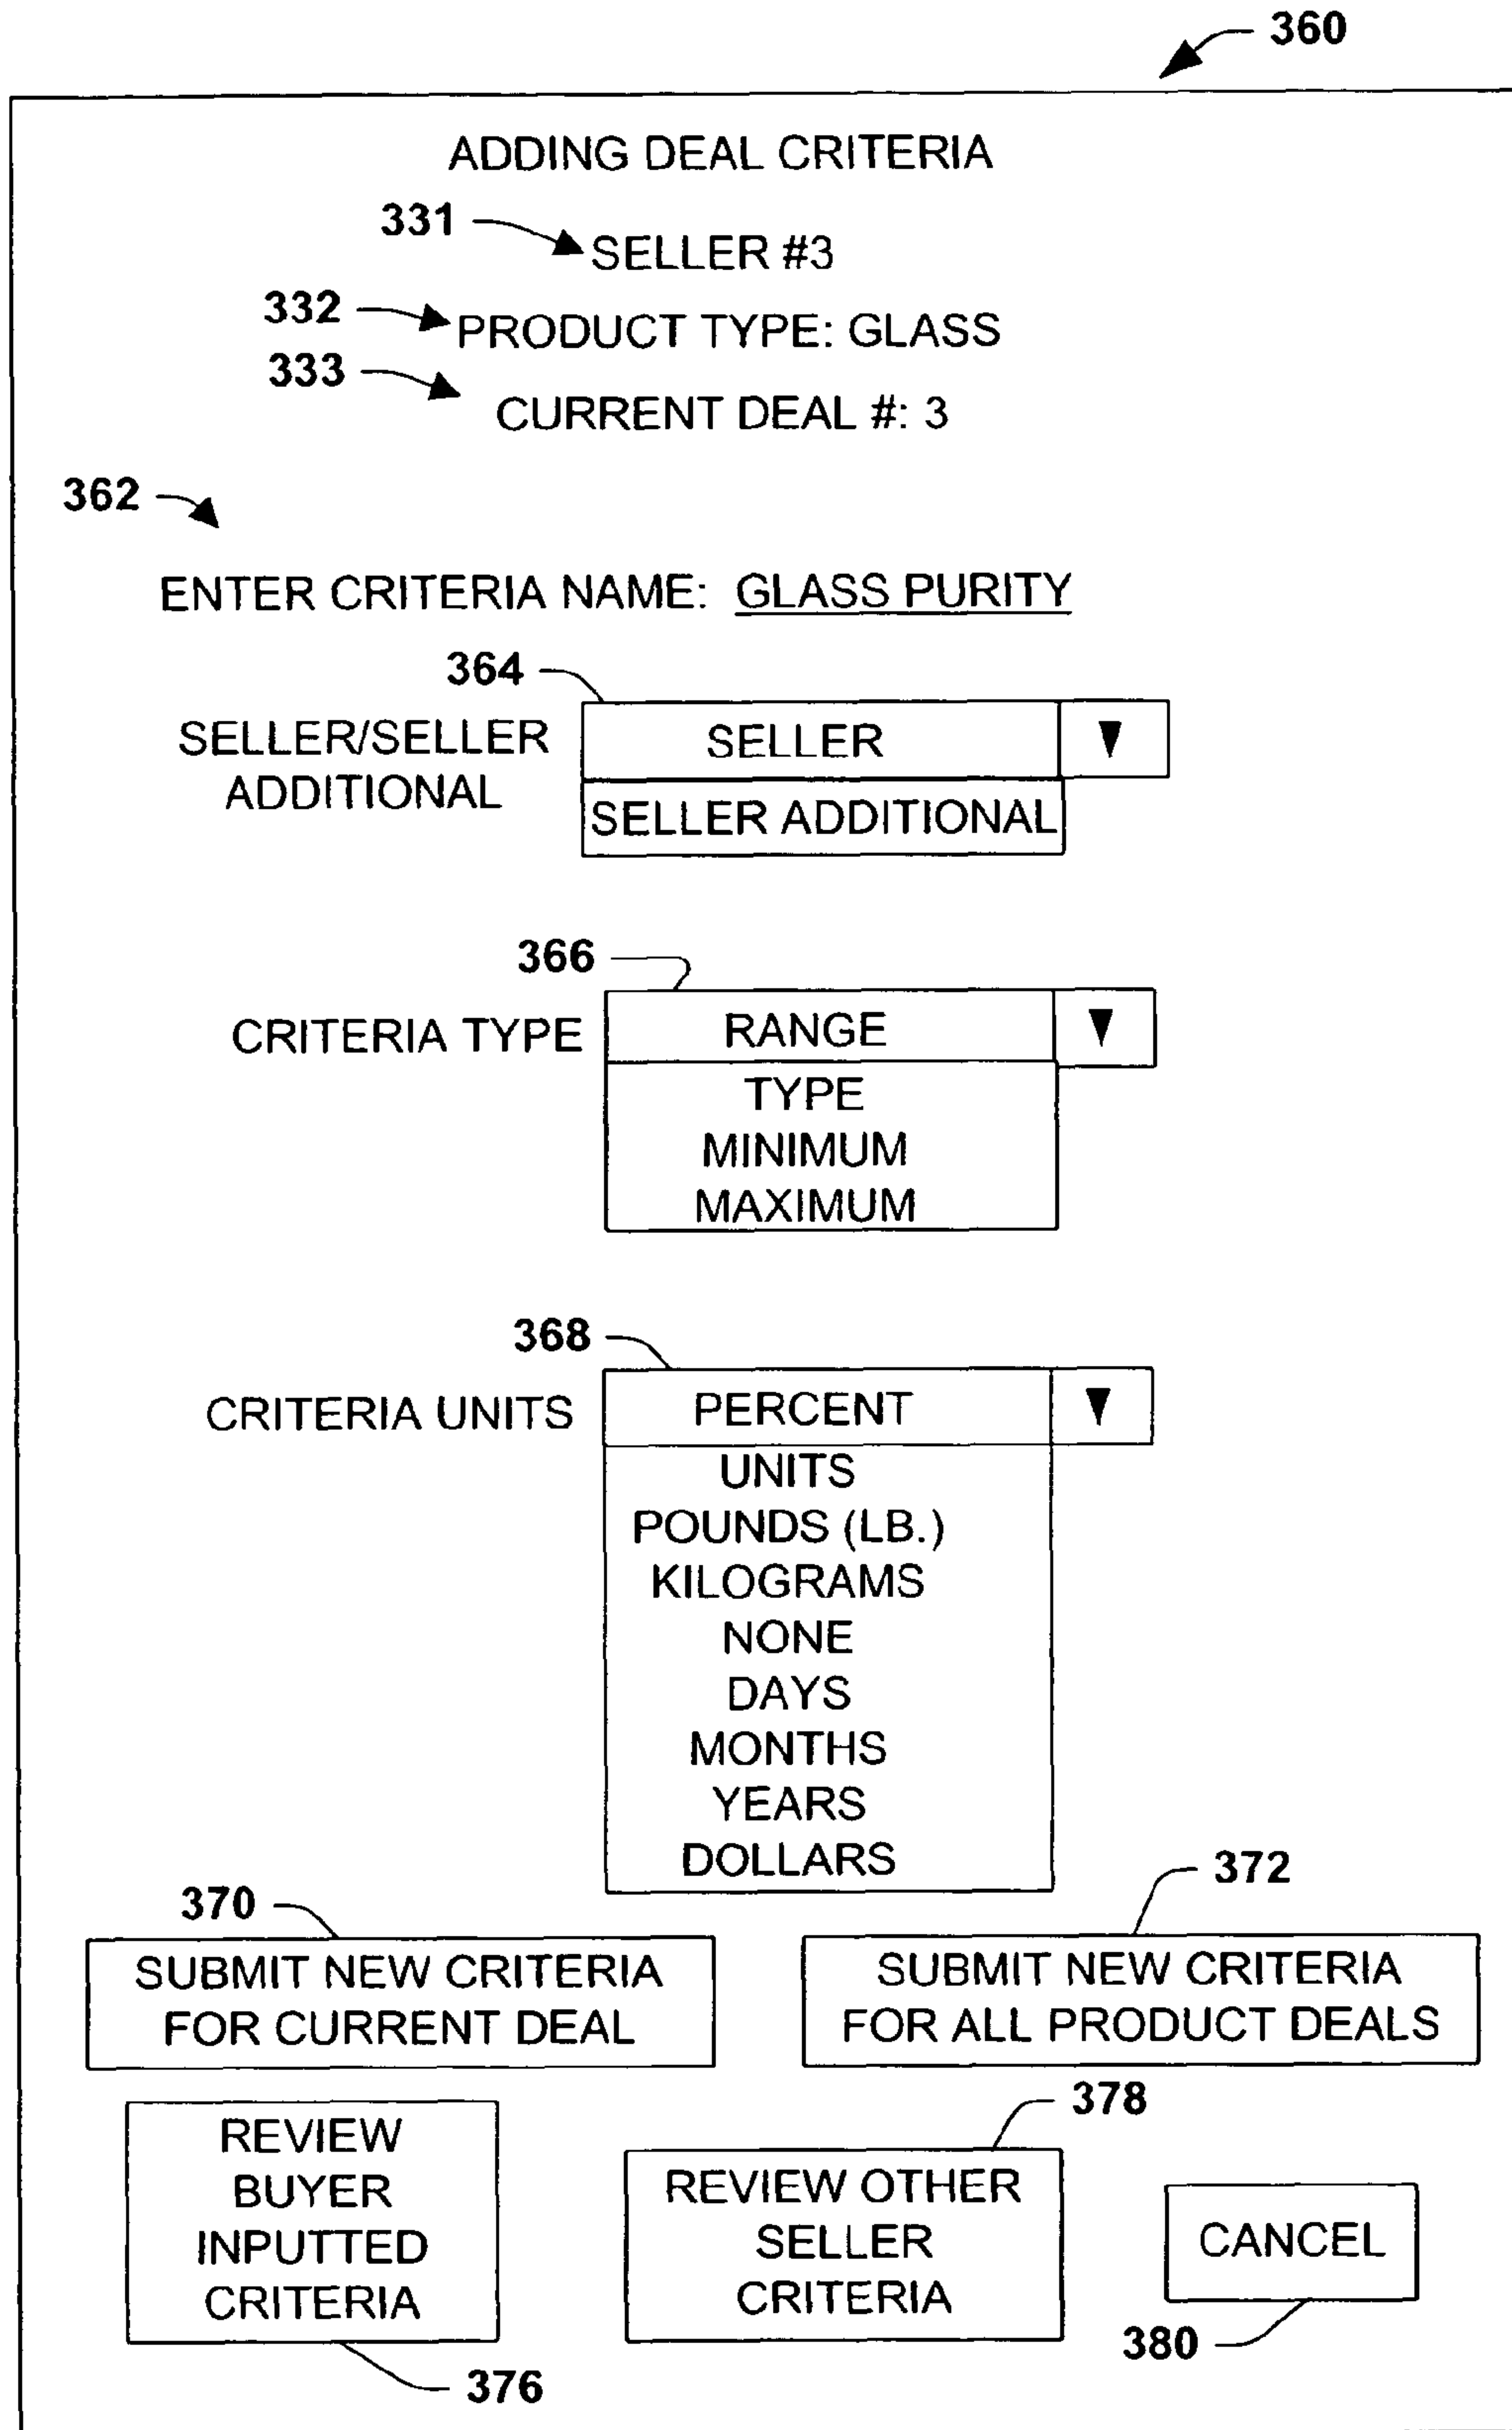 360
ADDING DEAL CRITERIA
331
SELLER #3
332
PRODUCT TYPE: GLASS
333
CURRENT DEAL #: 3
362
ENTER CRITERIA NAME: GLASS PURITY
364
SELLER/SELLER
ADDITIONAL
SELLER
SELLER ADDITIONAL
366
CRITERIA TYPE
RANGE
TYPE
MINIMUM
MAXIMUM
368
CRITERIA UNITS
PERCENT
UNITS
POUNDS (LB.)
KILOGRAMS
NONE
DAYS
MONTHS
YEARS
DOLLARS
370
SUBMIT NEW CRITERIA
FOR CURRENT DEAL
372
SUBMIT NEW CRITERIA
FOR ALL PRODUCT DEALS
REVIEW
BUYER
INPUTTED
CRITERIA
376
378
REVIEW OTHER
SELLER
CRITERIA
CANCEL
380